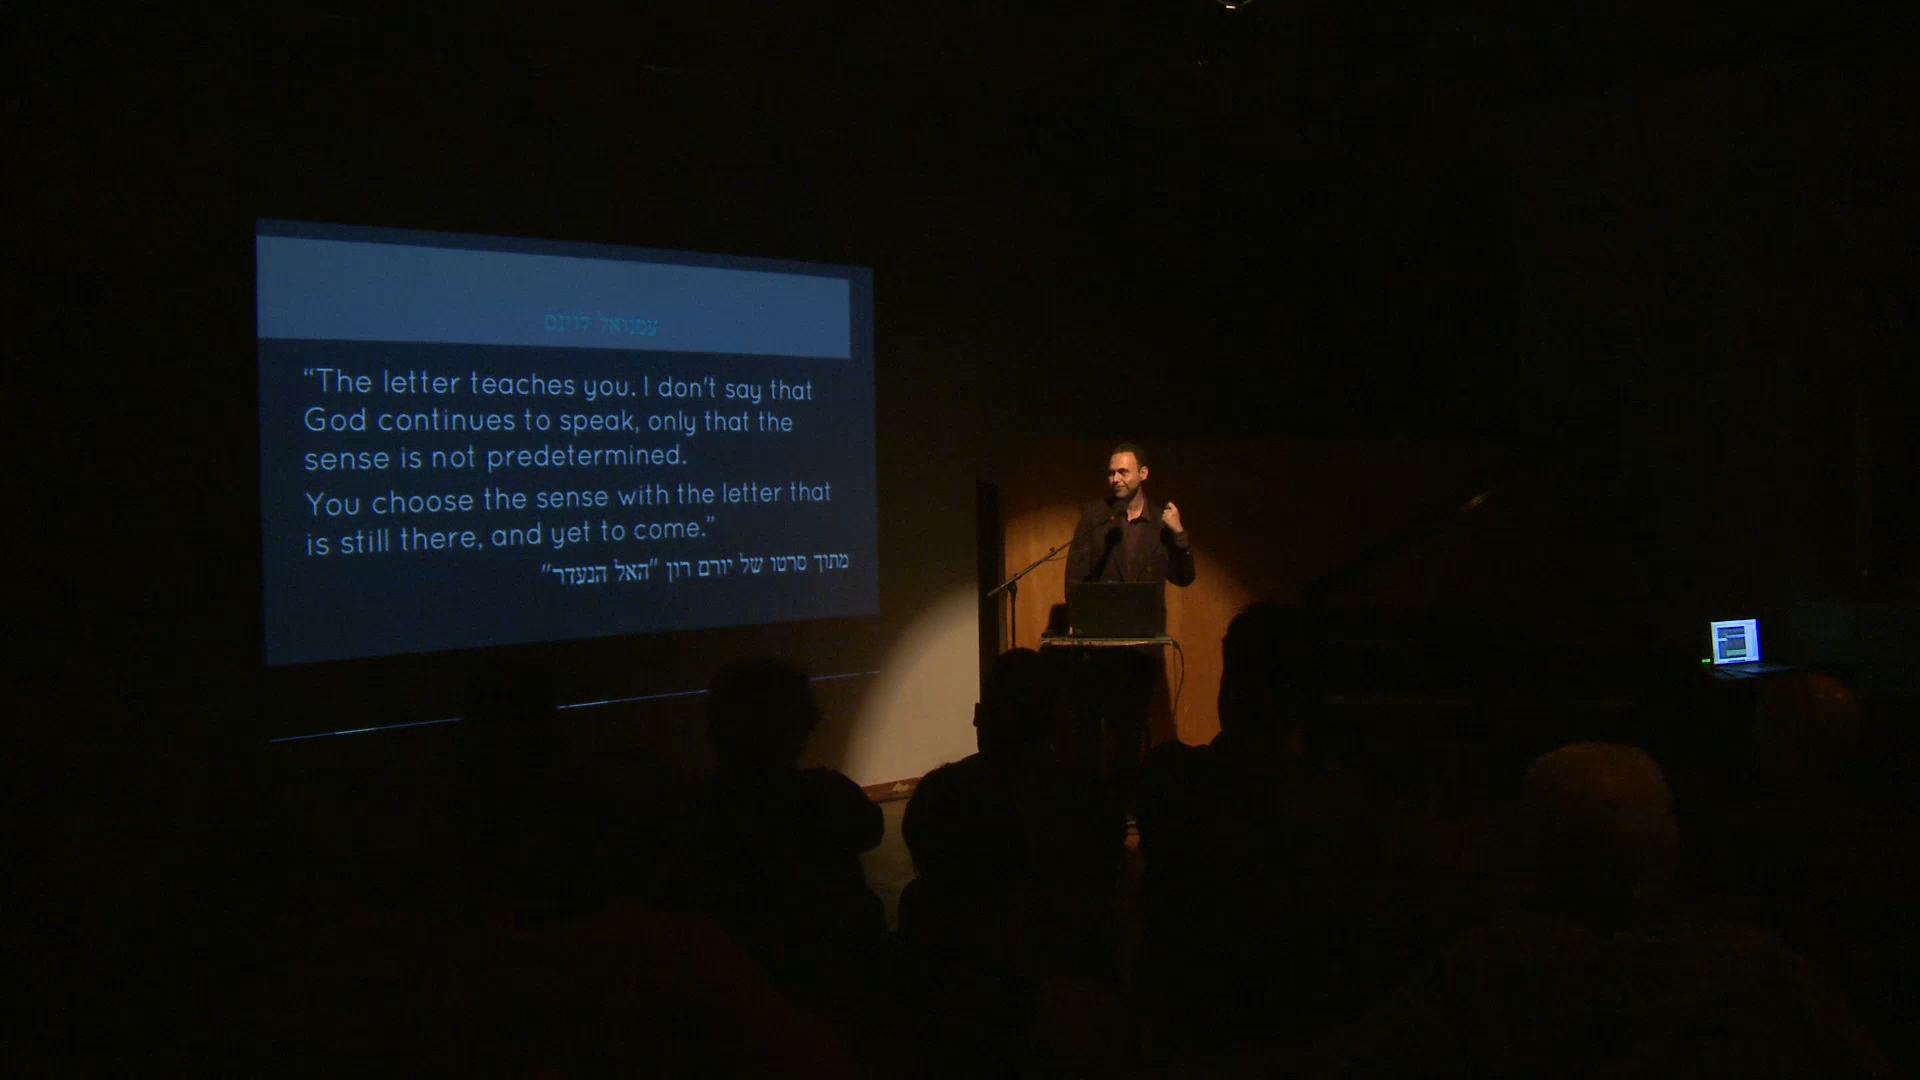 עמנואל לוינס
“The letter teaches you. I don't say that
God continues to speak, only that the
sense is not predetermined.
You choose the sense with the letter that
is still there, and yet to come.”
מתוך סרטו של יורם רון "האל הנעדר"